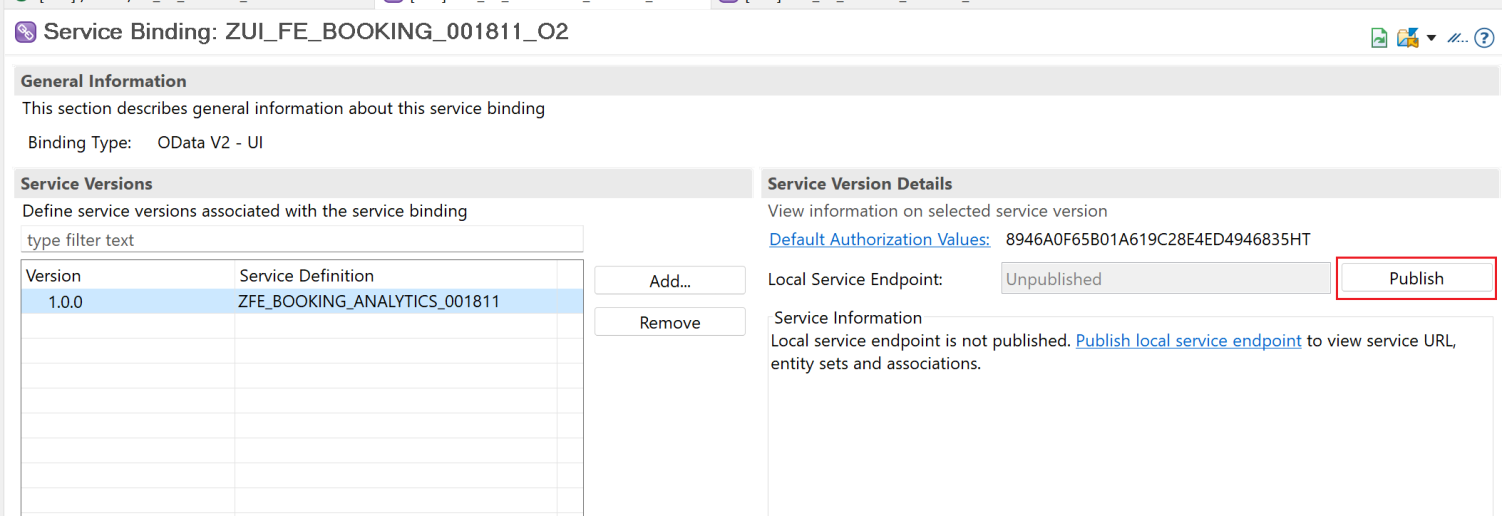 Service Binding: ZUI_FE_BOOKING_001811_O2
General Information
This section describes general information about this service binding
Binding Type: OData V2 - UI
Service Versions
Define service versions associated with the service binding
type filter text
Version Service Definition
1.0.0 ZFE_BOOKING_ANALYTICS_001811
Add...
Remove
Service Version Details
View information on selected service version
Default Authorization Values: 8946A0F65B01A619C28E4ED4946835HT
Local Service Endpoint: Unpublished Publish
Service Information
Local service endpoint is not published. Publish local service endpoint to view service URL,
entity sets and associations.